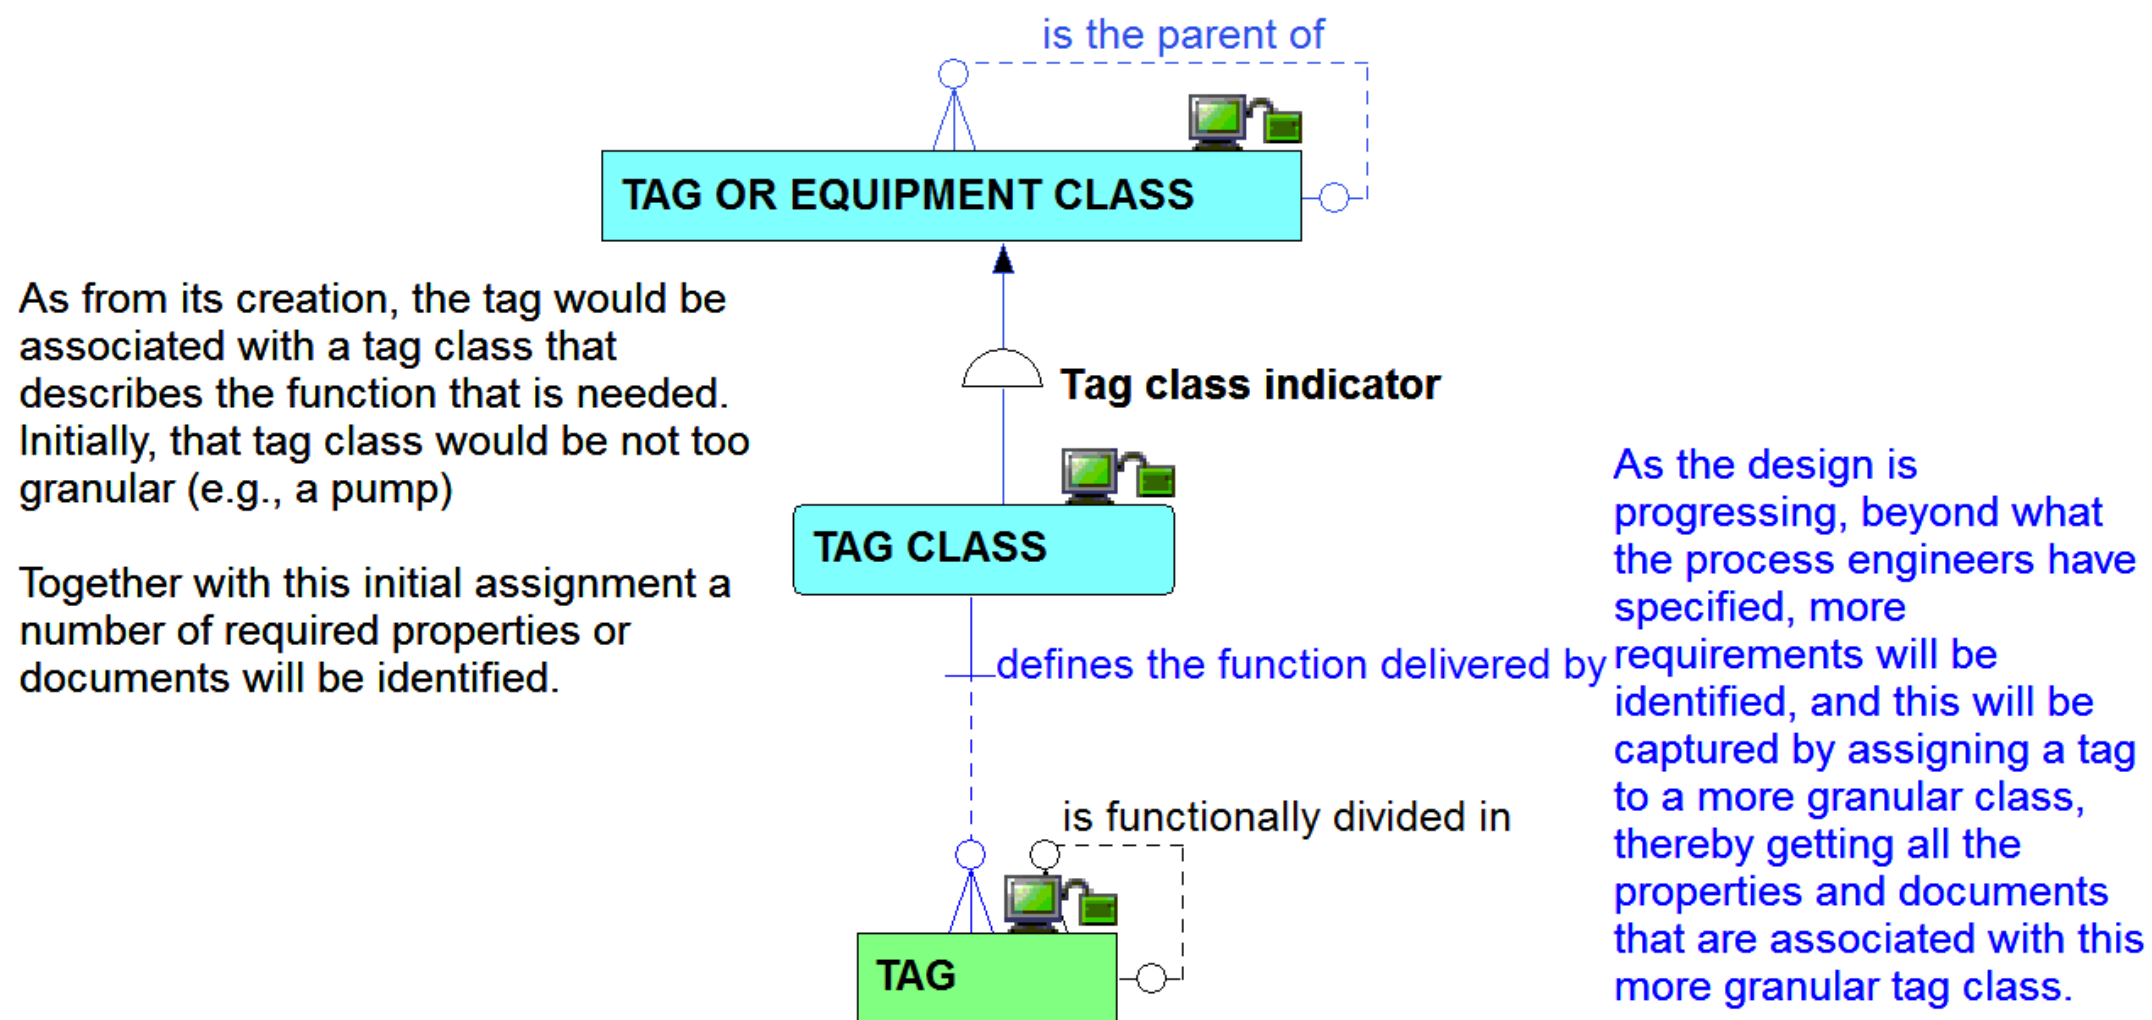 is the parent of
TAG OR EQUIPMENT CLASS
As from its creation, the tag would be
associated with a tag class that
describes the function that is needed.
Initially, that tag class would be not too
granular (e.g., a pump)
Together with this initial assignment a
number of required properties or
documents will be identified.
Tag class indicator
TAG CLASS
defines the function delivered by
is functionally divided in
TAG
As the design is
progressing, beyond what
the process engineers have
specified, more
requirements will be
identified, and this will be
captured by assigning a tag
to a more granular class,
thereby getting all the
properties and documents
that are associated with this
more granular tag class.